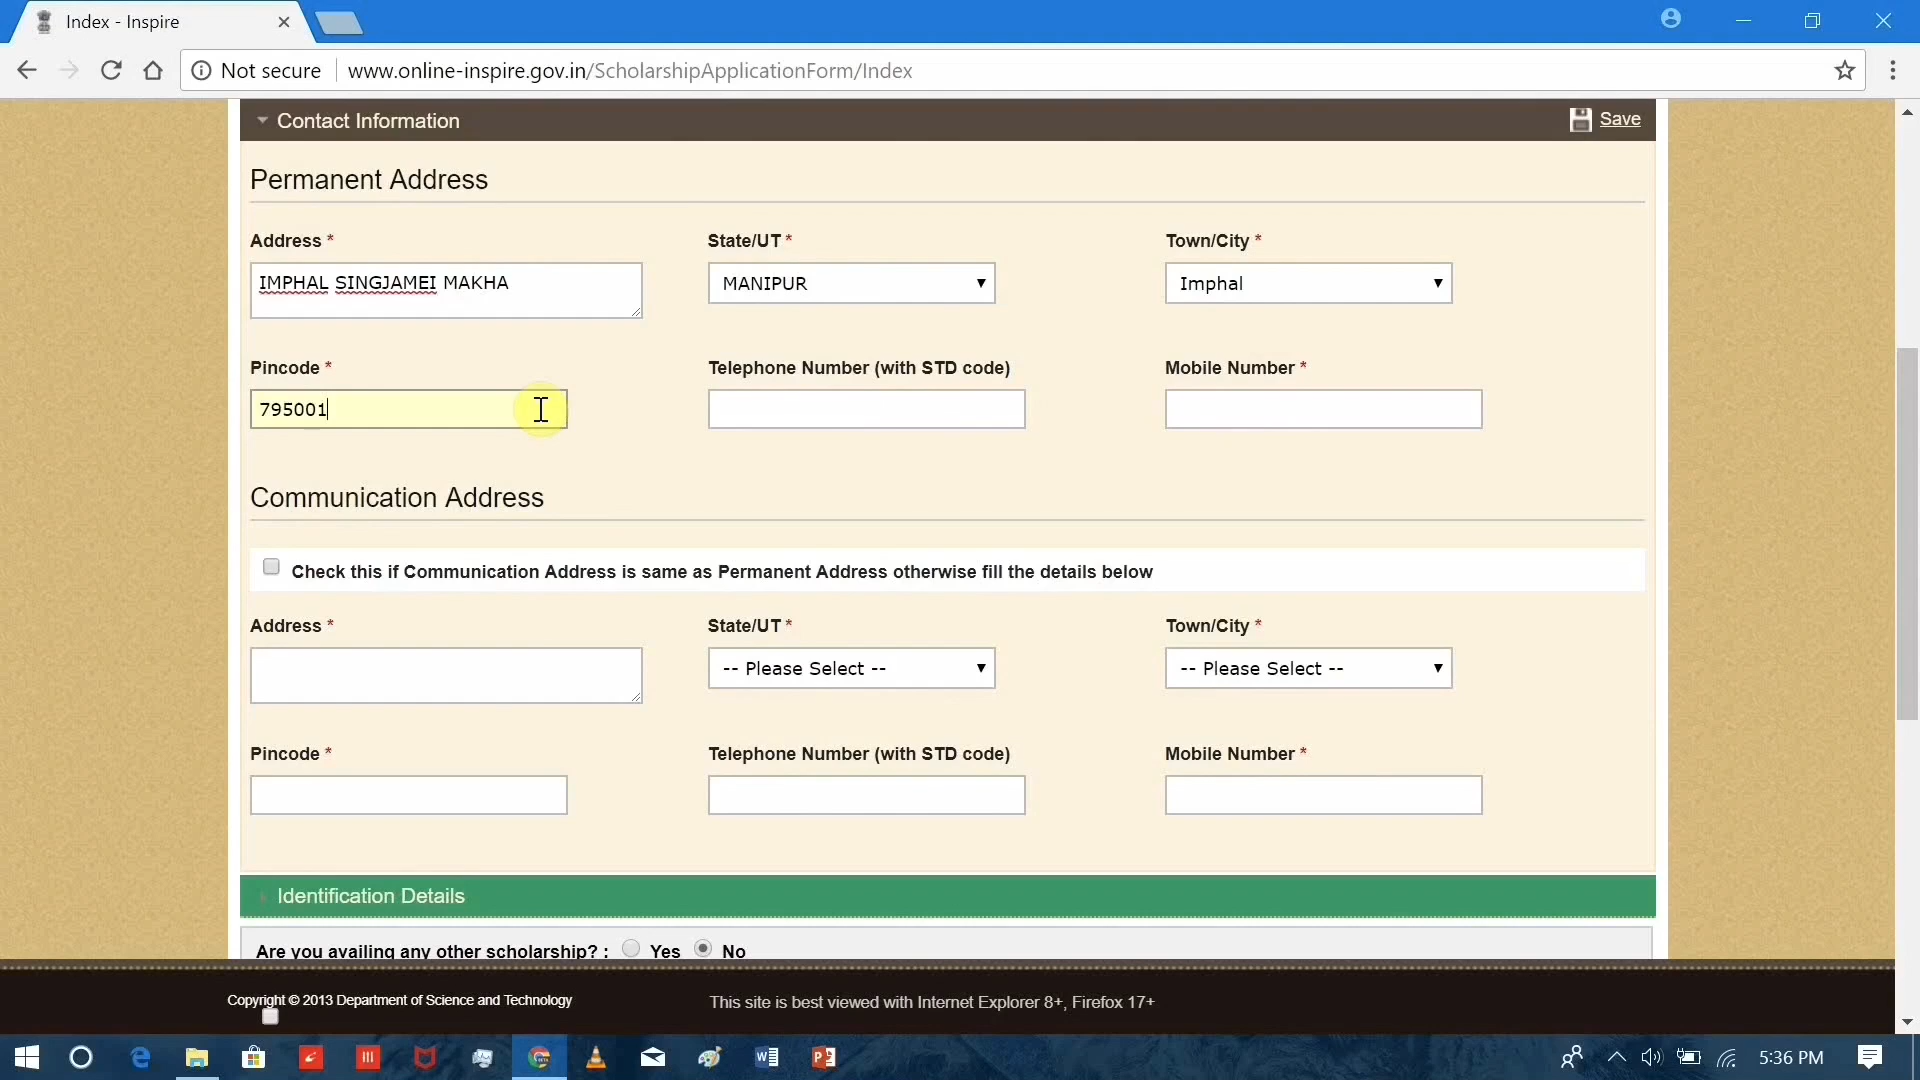 Index - Inspire
Not secure www.online-inspire.gov.in/ScholarshipApplicationForm/Index
Contact Information Save
Permanent Address
Address * State/UT * Town/City *
IMPHAL SINGJAMEI MAKHA MANIPUR Imphal
Pincode * Telephone Number (with STD code) Mobile Number *
795001
Communication Address
Check this if Communication Address is same as Permanent Address otherwise fill the details below
Address * State/UT * Town/City *
-- Please Select -- -- Please Select --
Pincode * Telephone Number (with STD code) Mobile Number *
Identification Details
Are you availing any other scholarship? : Yes No
Copyright © 2013 Department of Science and Technology This site is best viewed with Internet Explorer 8+, Firefox 17+
5:36 PM